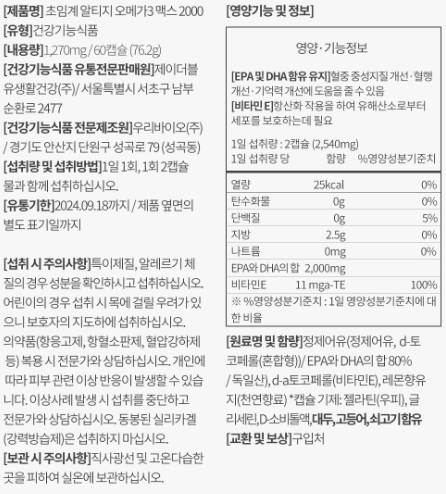 [제품명] 초임계 알티지 오메가3 맥스 2000
[유형]건강기능식품
[내용량]1,270mg / 60캡슐 (76.2g)
[건강기능식품 유통전문판매원]제이더블
유생활건강(주)/ 서울특별시 서초구 남부
순환로 2477
[건강기능식품 전문제조원]우리바이오(주)
/ 경기도 안산지 단원구 성곡로 79 (성곡동)
[섭취량 및 섭취방법]1일 1회, 1회 2캡슐
물과 함께 섭취하십시오.
[유통기한]2024.09.18까지 / 제품 옆면의
별도 표기일까지
[섭취 시 주의사항]특이체질, 알레르기 체
질의 경우 성분을 확인하시고 섭취하십시오.
어린이의 경우 섭취 시 목에 걸릴 우려가 있
으니 보호자의 지도하에 섭취하십시오.
의약품(항응고제, 항혈소판제, 혈압강하제
등) 복용 시 전문가와 상담하십시오. 개인에
따라 피부 관련 이상 반응이 발생할 수 있습
니다. 이상사례 발생 시 섭취를 중단하고
전문가와 상담하십시오. 동봉된 실리카겔
(강력방습제)은 섭취하지 마십시오.
[보관 시 주의사항]직사광선 및 고온다습한
곳을 피하여 실온에 보관하십시오.
[영양기능 및 정보]
영양·기능정보
[EPA 및 DHA 함유 유지]혈중 중성지질 개선·혈행
개선·기억력 개선에 도움을 줄 수 있음
[비타민 E]항산화 작용을 하여 유해산소로부터
세포를 보호하는데 필요
1일 섭취량 : 2캡슐 (2,540mg)
1일 섭취량 당 함량 %영양성분기준치
열량 25kcal 0%
탄수화물 0g 0%
단백질 0g 5%
지방 2.5g 0%
나트륨 0mg 0%
EPA와 DHA의 합 2,000mg
비타민E 11 mga-TE 100%
※ %영양성분기준치 : 1일 영양성분기준치에 대
한 비율
[원료명 및 함량]정제어유(정제어유, d-토
코페롤(혼합형))/ EPA와 DHA의 합 80%
/ 독일산), d-a토코페롤(비타민E), 레몬향유
지(천연향료) *캡슐 기제: 젤라틴(우피), 글
리세린, D-소비톨액,대두,고등어,쇠고기함유
[교환 및 보상]구입처